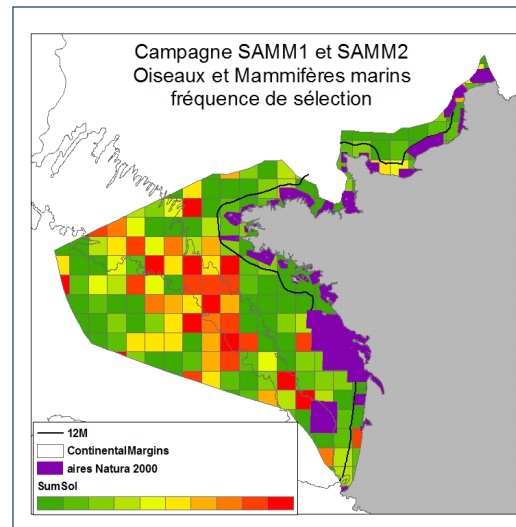 Campagne SAMM1 et SAMM2
Oiseaux et Mammifères marins
fréquence de sélection
12M
ContinentalMargins
aires Natura 2000
SumSol